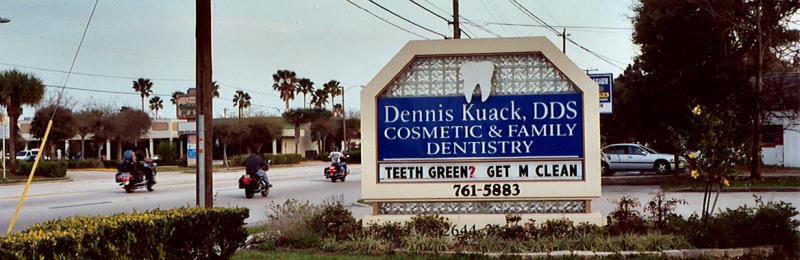 Dennis Kuack, DDS
COSMETIC & FAMILY
DENTISTRY
TEETH GREEN? GET M CLEAN
761-5883